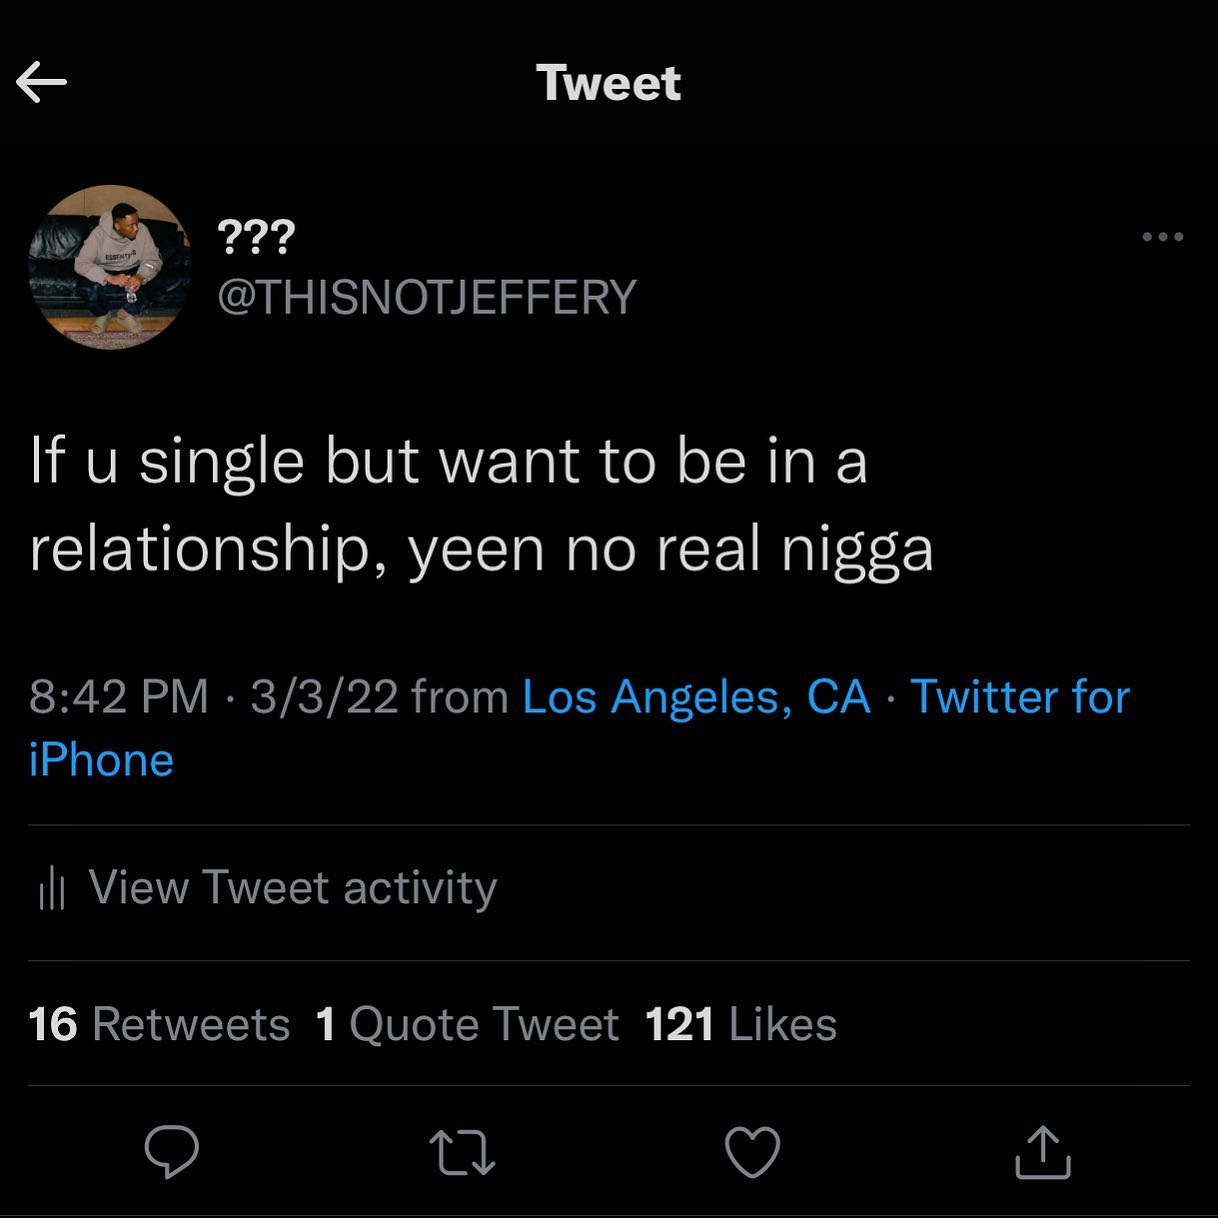 Tweet
???
@THISNOTJEFFERY
If u single but want to be in a
relationship, yeen no real nigga
8:42 PM · 3/3/22 from Los Angeles, CA · Twitter for
iPhone
View Tweet activity
16 Retweets 1 Quote Tweet 121 Likes